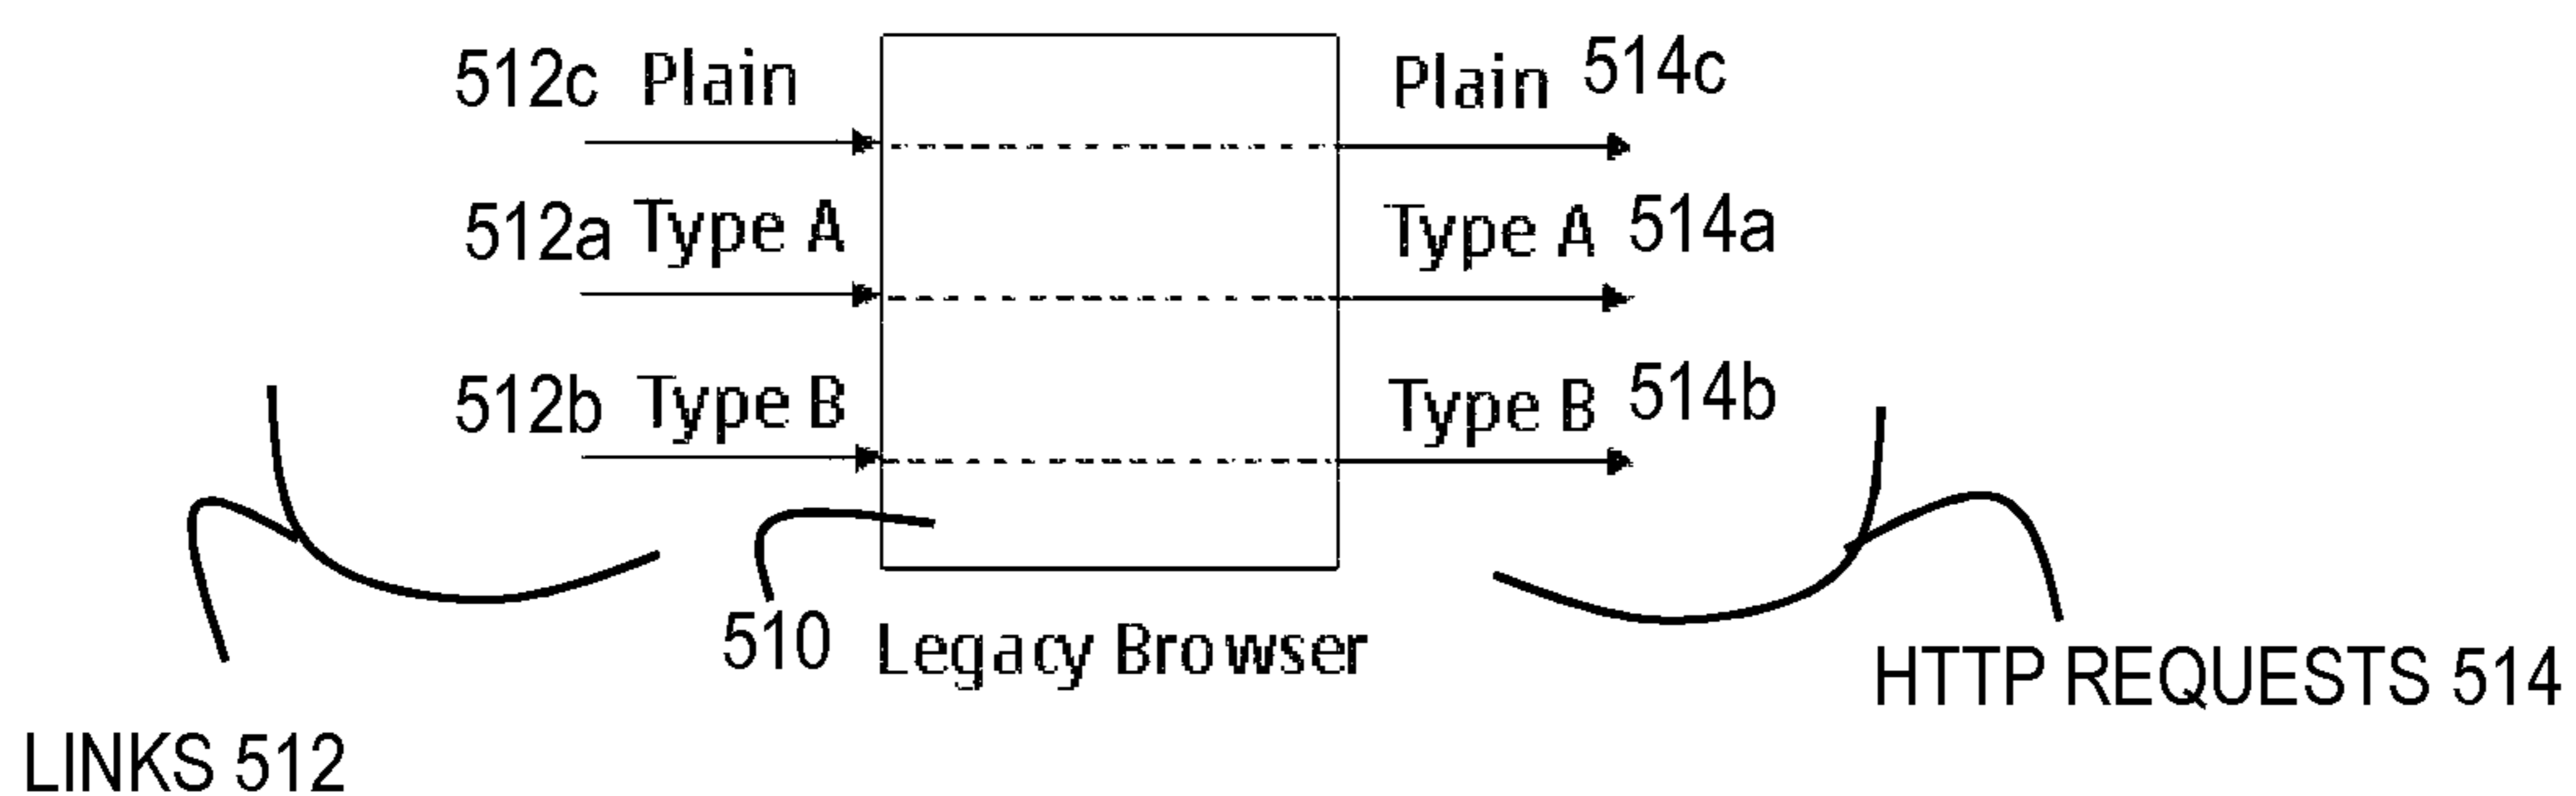 512c Plain
Plain 514c
512a Type A
Type A 514a
512b Type B
Type B 514b
510 Legacy Browser
HTTP REQUESTS 514
LINKS 512